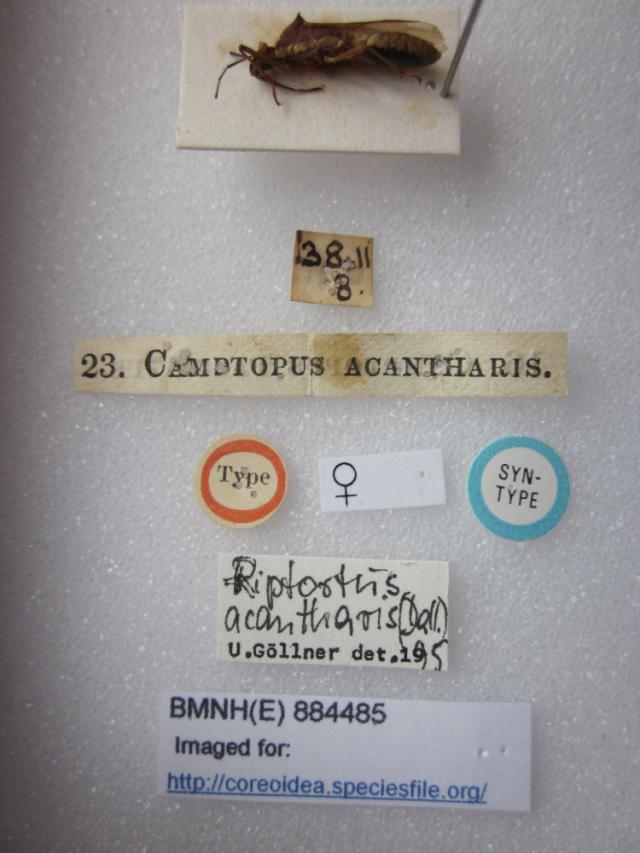 38.11
8.
23. CAMPTOPUS ACANTHARIS.
Type
♀
SYN-
TYPE
Riptortus
acantharis (Dall.)
U.Göllner det.1995
BMNH(E) 884485
Imaged for:
http://coreoidea.speciesfile.org/